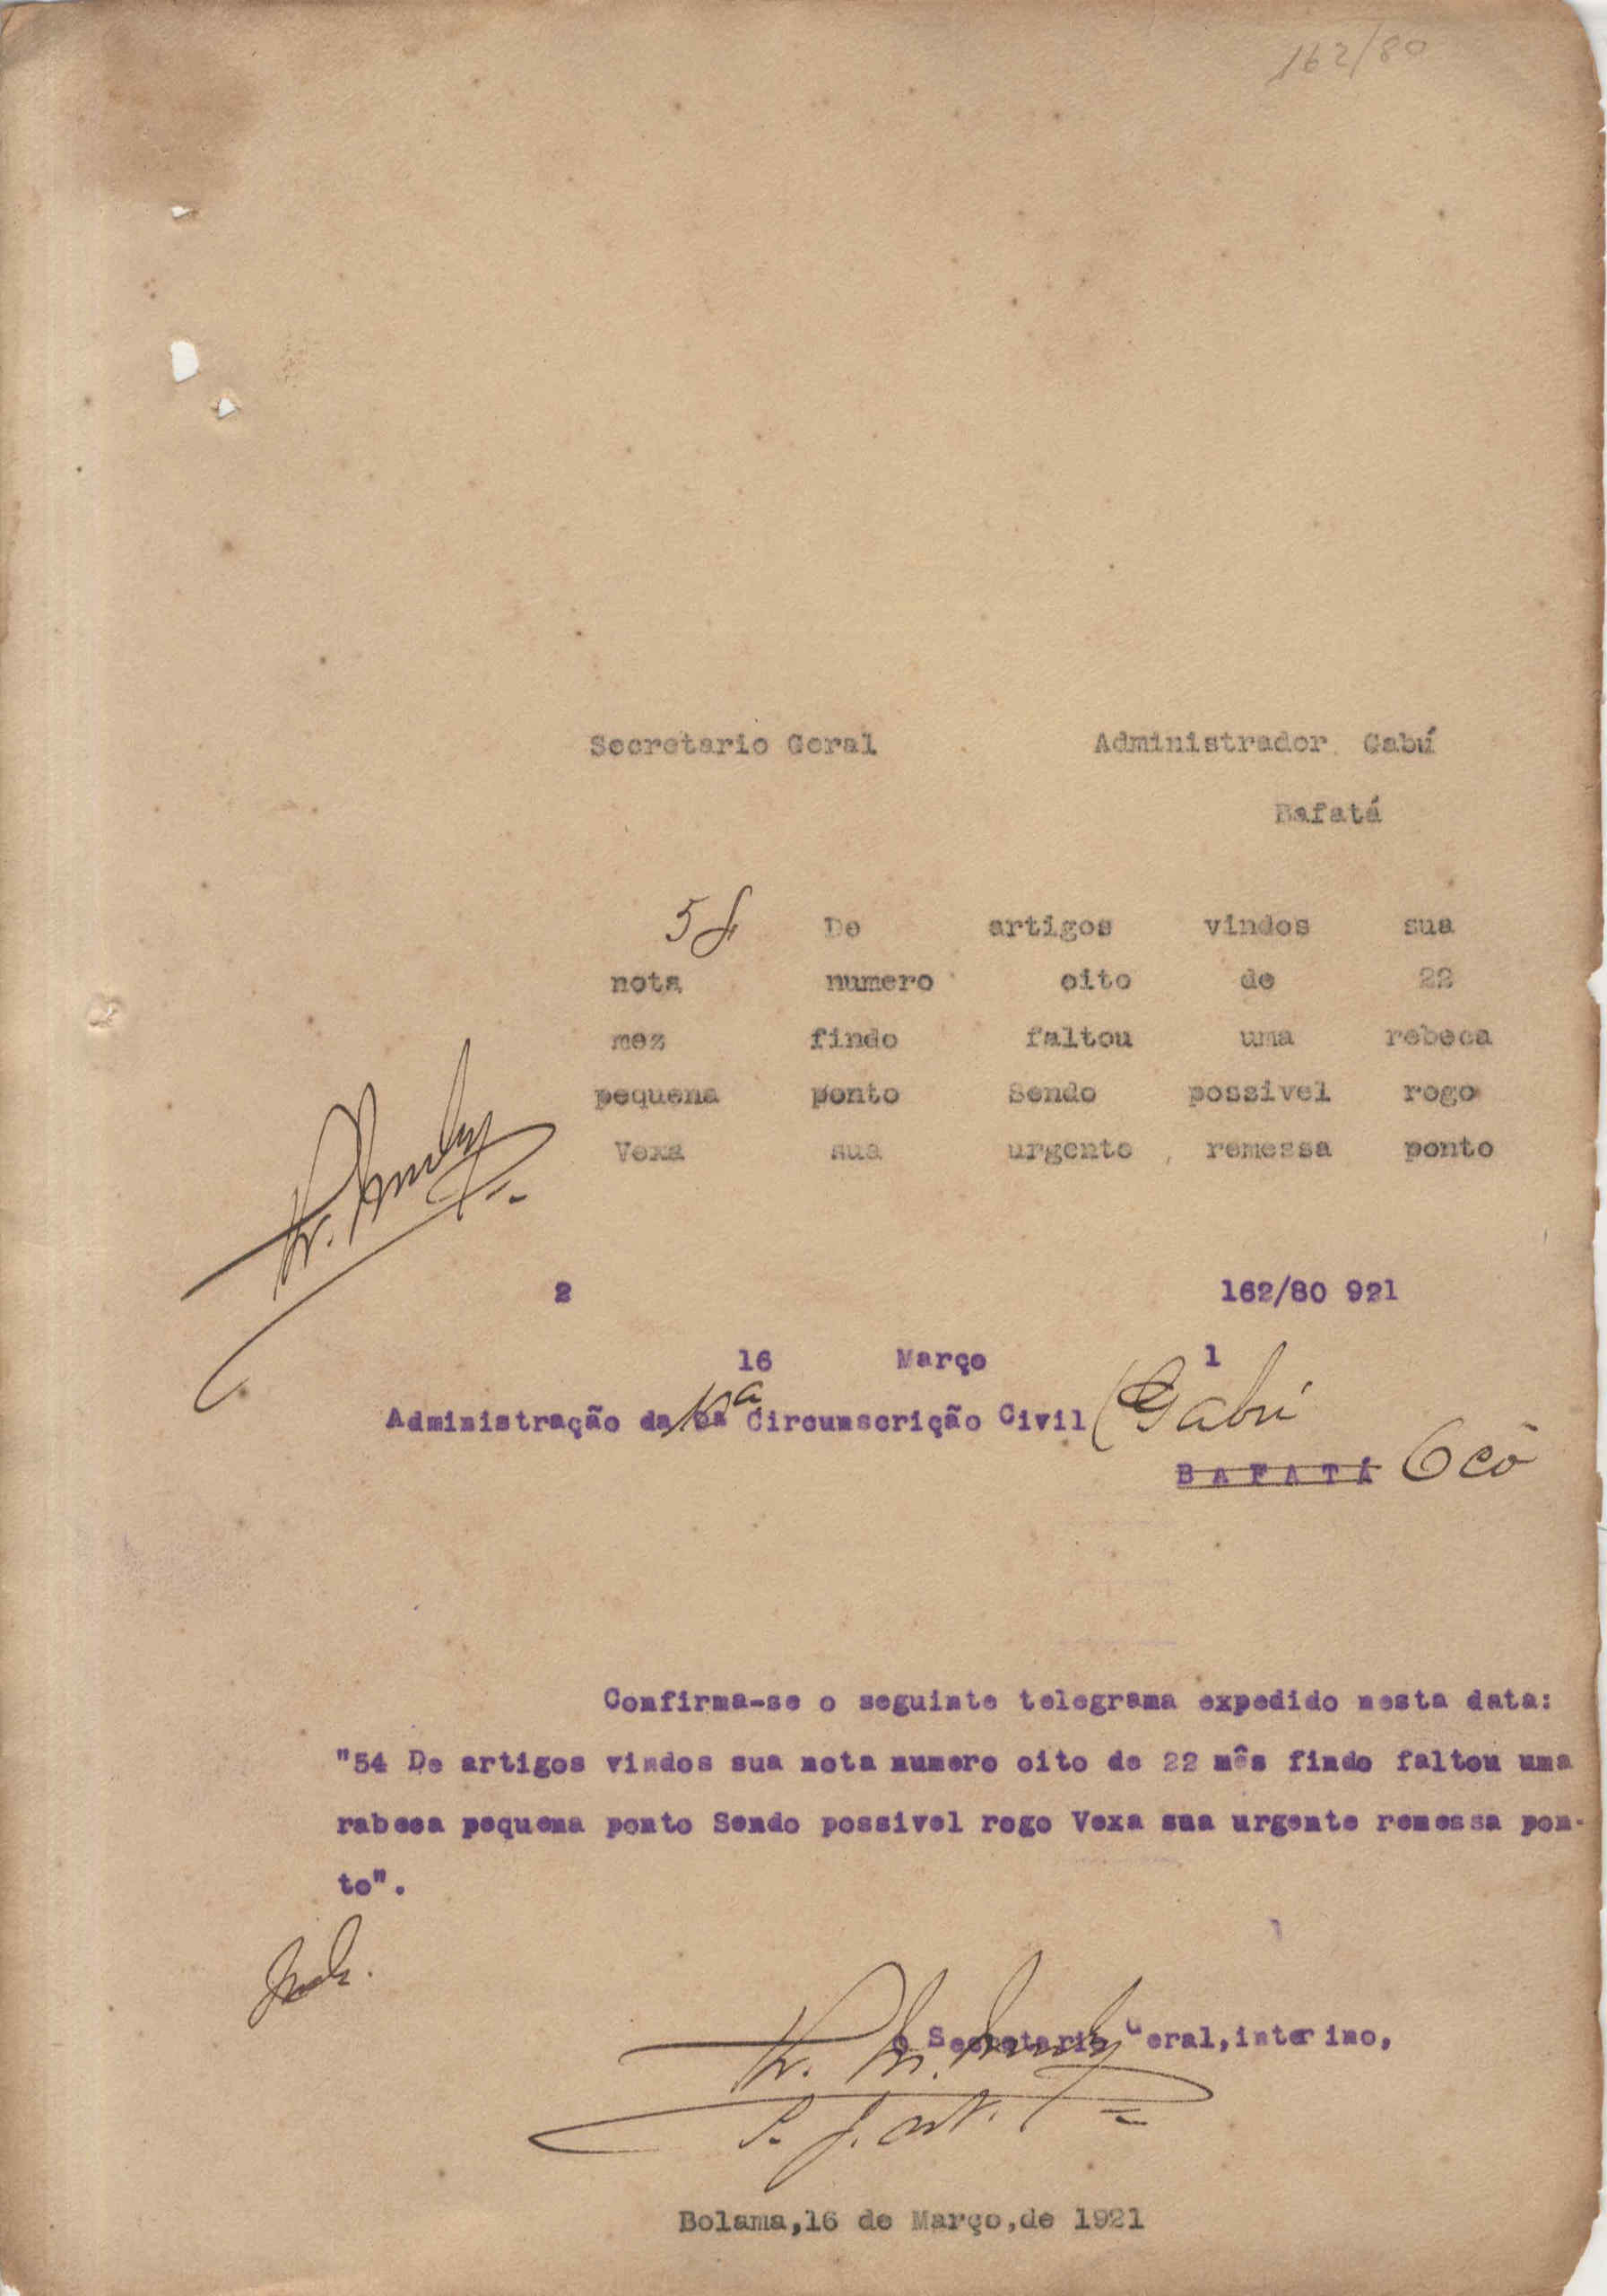 162/80
Secretario Geral Administrador Gabú
Bafatá
54 De artigos vindos sua
nota numero oito de 22
mez findo faltou uma rebeca
pequena ponto Sendo possivel rogo
Vexa sua urgente remessa ponto
2 162/80 921
16 Março 1
Administração da Circumscrição Civil (Gabú
BAFATÁ Ocô
Confirma-se o seguinte telegrama expedido nesta data:
"54 De artigos vindos sua nota numero oito de 22 mês findo faltou uma
rabeca pequena ponto Sendo possivel rogo Vexa sua urgente remessa pon-
to".
O Secretario Geral, interino,
Bolama,16 de Março,de 1921